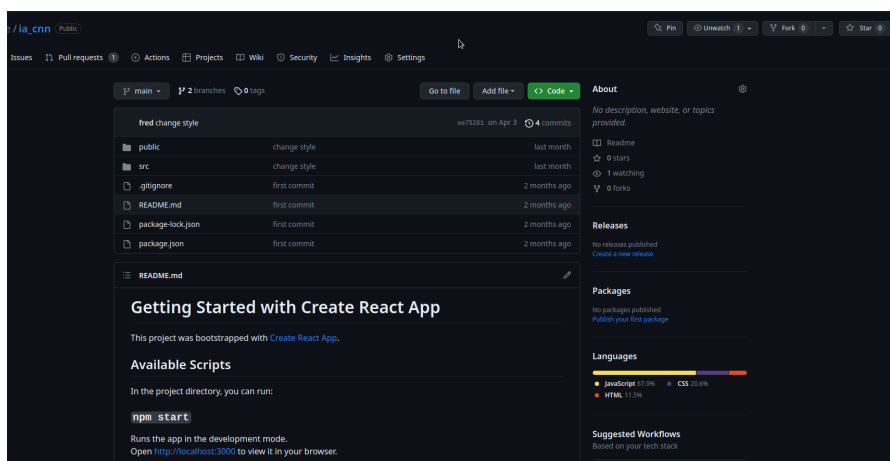 / ia_cnn Public
Pin Unwatch 1 Fork 0 Star 0
Issues Pull requests 1 Actions Projects Wiki Security Insights Settings
main 2 branches 0 tags Go to file Add file Code
fred change style ee75281 on Apr 3 4 commits
public change style last month
src change style last month
.gitignore first commit 2 months ago
README.md first commit 2 months ago
package-lock.json first commit 2 months ago
package.json first commit 2 months ago
README.md
Getting Started with Create React App
This project was bootstrapped with Create React App.
Available Scripts
In the project directory, you can run:
npm start
Runs the app in the development mode.
Open http://localhost:3000 to view it in your browser.
About
No description, website, or topics
provided.
Readme
0 stars
1 watching
0 forks
Releases
No releases published
Create a new release
Packages
No packages published
Publish your first package
Languages
JavaScript 67.9% CSS 20.6%
HTML 11.5%
Suggested Workflows
Based on your tech stack